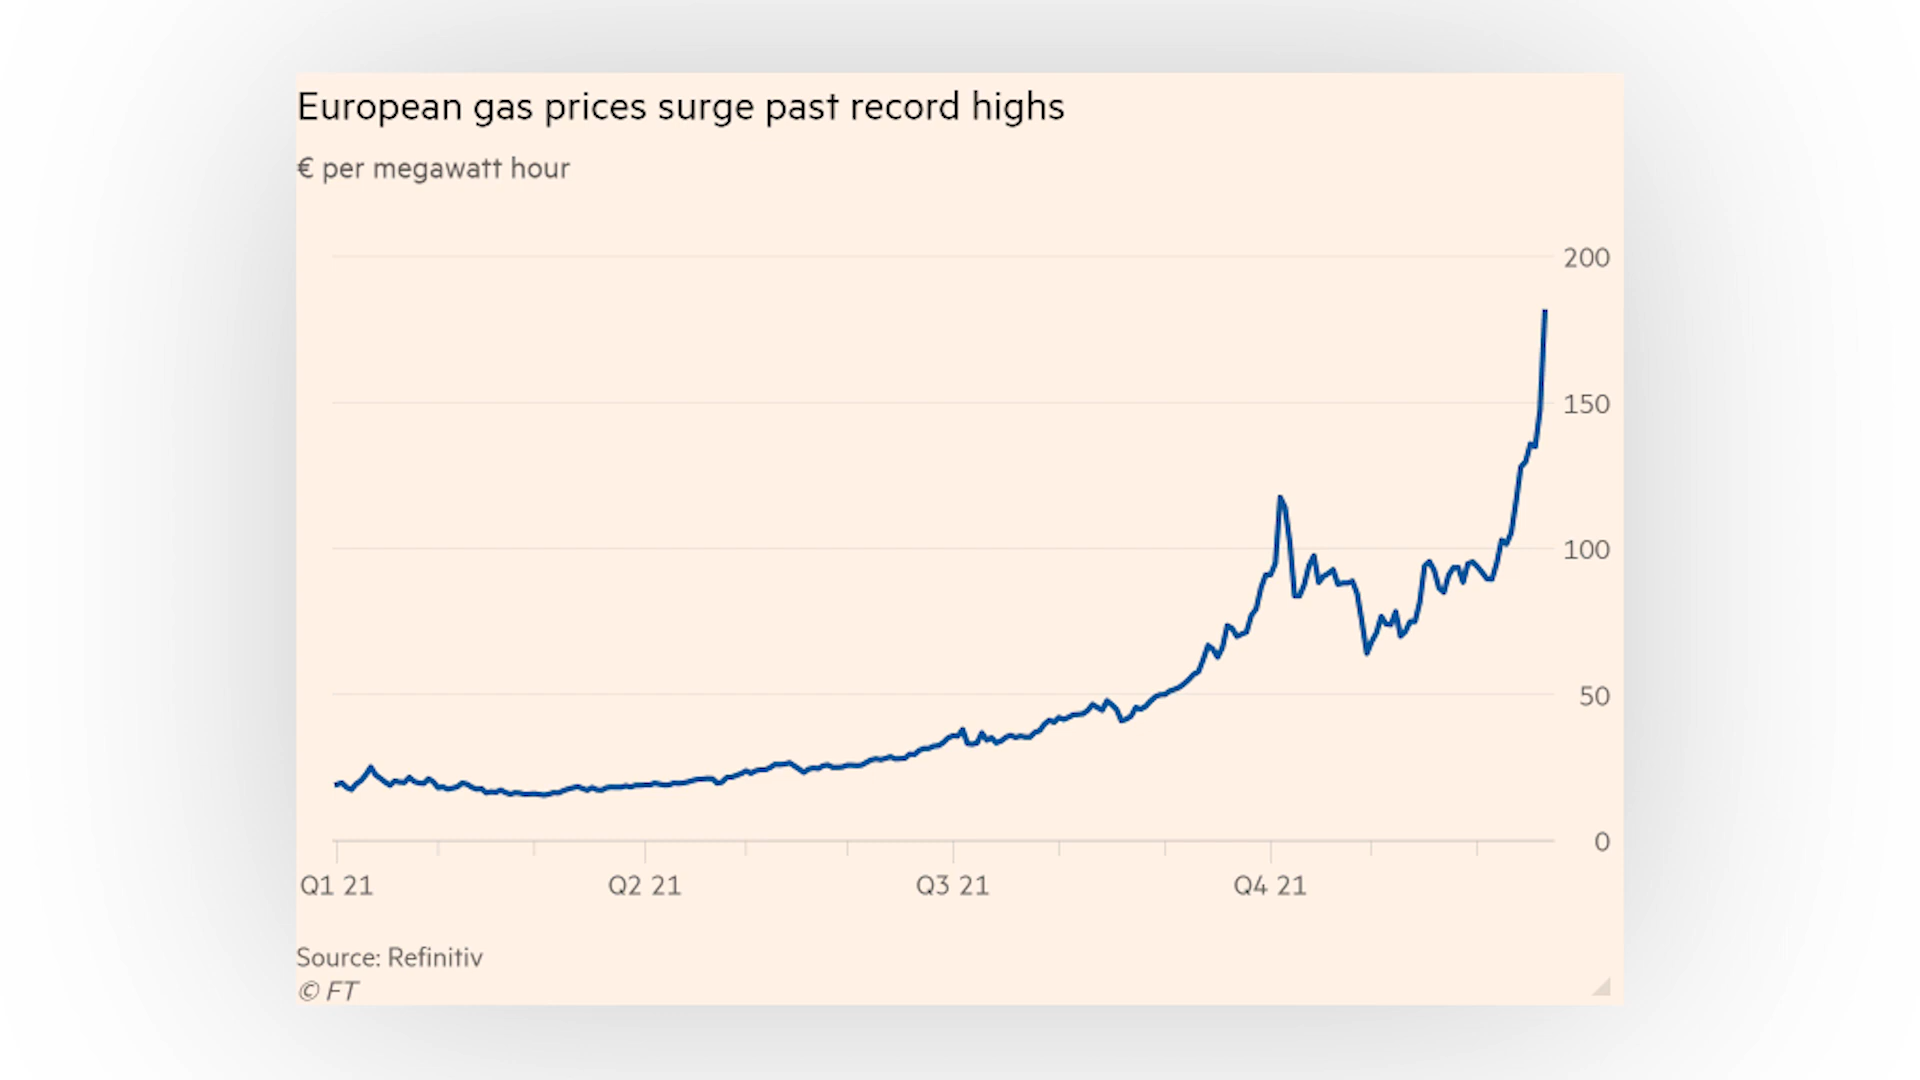 European gas prices surge past record highs
€ per megawatt hour
200
150
100
50
0
Q1 21 Q2 21 Q3 21 Q4 21
Source: Refinitiv
© FT